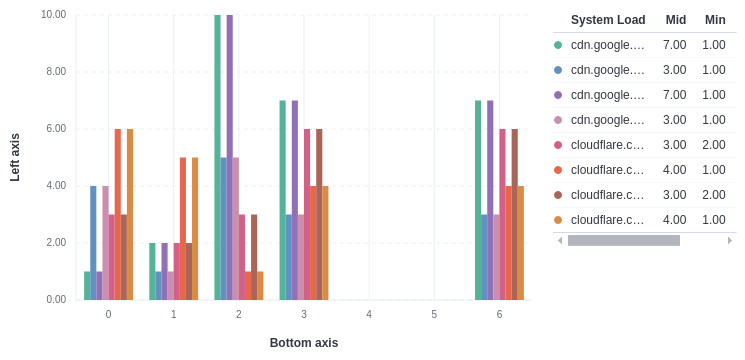 10.00
8.00
6.00
4.00
2.00
0.00
Left axis
0 1 2 3 4 5 6
Bottom axis
System Load Mid Min
cdn.google.… 7.00 1.00
cdn.google.… 3.00 1.00
cdn.google.… 7.00 1.00
cdn.google.… 3.00 1.00
cloudflare.c… 3.00 2.00
cloudflare.c… 4.00 1.00
cloudflare.c… 3.00 2.00
cloudflare.c… 4.00 1.00